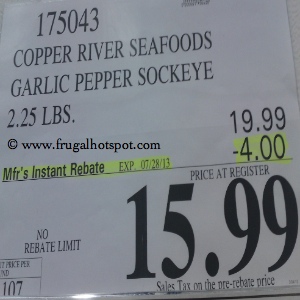 175043
COPPER RIVER SEAFOODS
GARLIC PEPPER SOCKEYE
2.25 LBS.
© www.frugalhotspot.com
19.99
Mfr's Instant Rebate EXP. 07/28/13 -4.00
PRICE AT REGISTER
15.99
NO
REBATE LIMIT
Sales Tax on the pre-rebate price
107